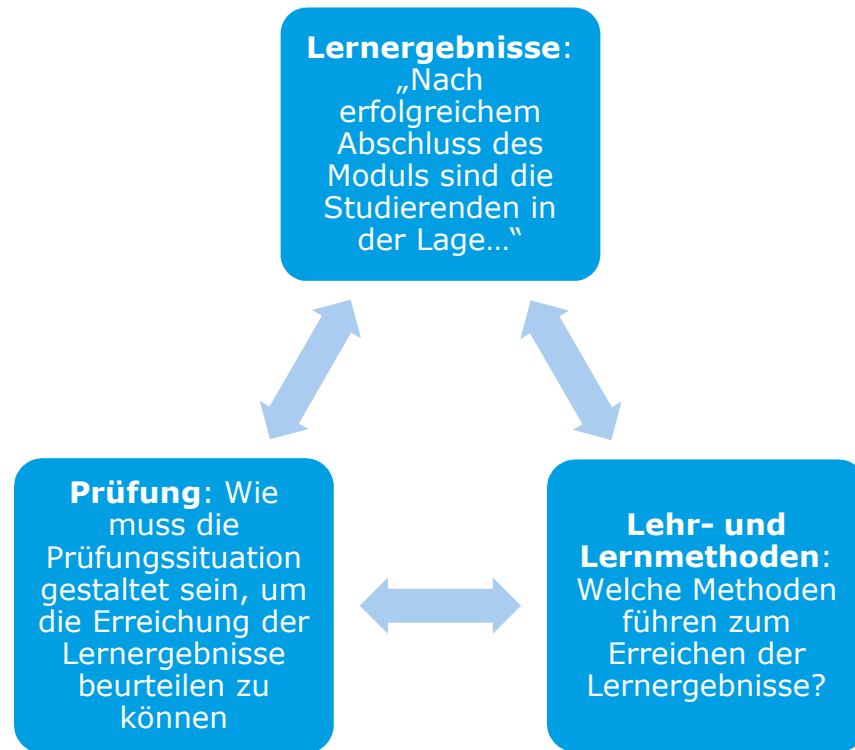 Lernergebnisse:
„Nach
erfolgreichem
Abschluss des
Moduls sind die
Studierenden in
der Lage…“
Prüfung: Wie
muss die
Prüfungssituation
gestaltet sein, um
die Erreichung der
Lernergebnisse
beurteilen zu
können
Lehr– und
Lernmethoden:
Welche Methoden
führen zum
Erreichen der
Lernergebnisse?